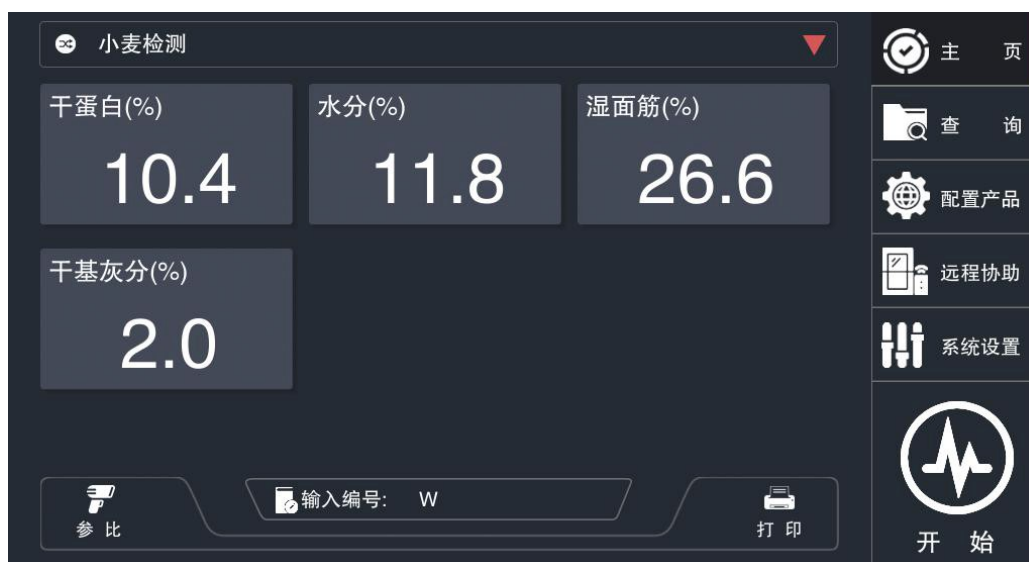 小麦检测
干蛋白(%)
10.4
水分(%)
11.8
湿面筋(%)
26.6
干基灰分(%)
2.0
参比
输入编号: W
打印
主 页
查 询
配置产品
远程协助
系统设置
开 始